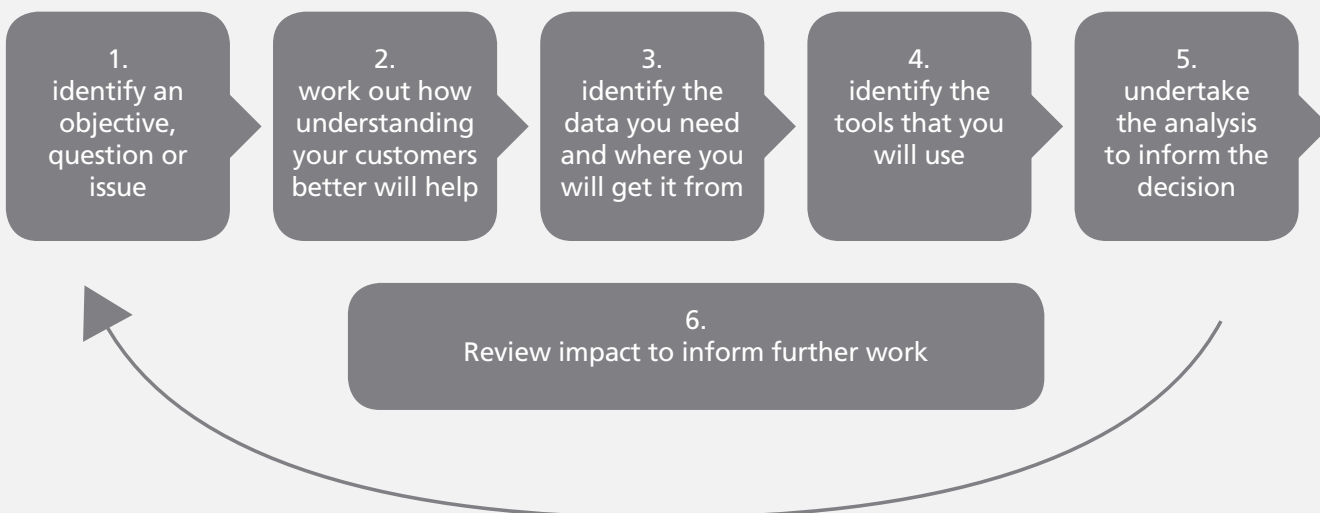 1.
identify an
objective,
question or
issue
2.
work out how
understanding
your customers
better will help
3.
identify the
data you need
and where you
will get it from
4.
identify the
tools that you
will use
5.
undertake
the analysis
to inform the
decision
6.
Review impact to inform further work